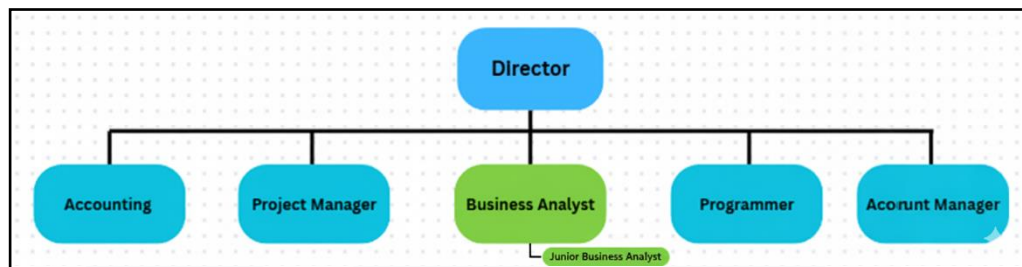 Director
Accounting
Project Manager
Business Analyst
Programmer
Acorunt Manager
Junior Business Analyst